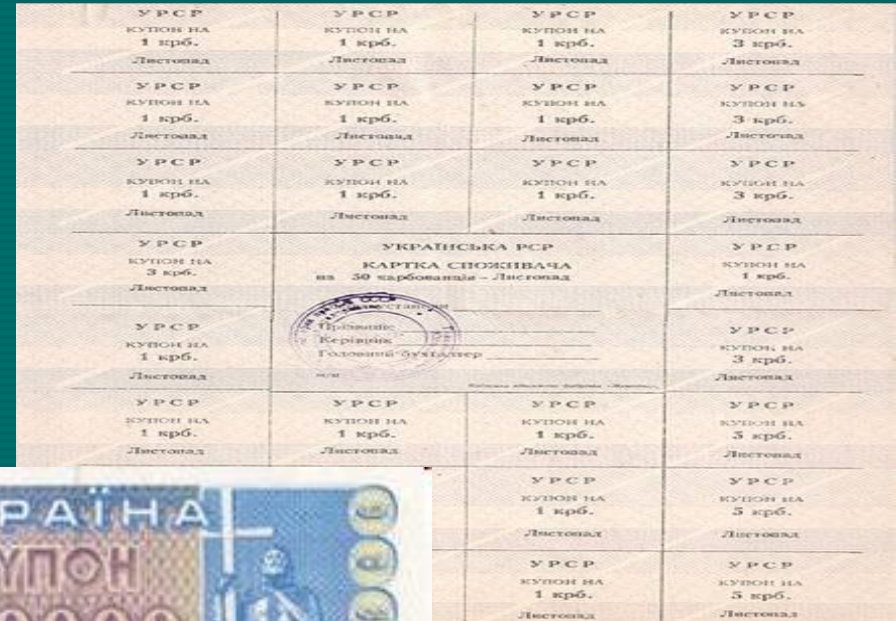 УРСР УРСР УРСР УРСР
КУПОН НА КУПОН НА КУПОН НА КУПОН НА
1 крб. 1 крб. 1 крб. 3 крб.
Листопад Листопад Листопад Листопад
УРСР УРСР УРСР УРСР
КУПОН НА КУПОН НА КУПОН НА КУПОН НА
1 крб. 1 крб. 1 крб. 3 крб.
Листопад Листопад Листопад Листопад
УРСР УРСР УРСР УРСР
КУПОН НА КУПОН НА КУПОН НА КУПОН НА
1 крб. 1 крб. 1 крб. 3 крб.
Листопад Листопад Листопад Листопад
УРСР
КУПОН НА
3 крб.
Листопад
УКРАЇНСЬКА РСР
КАРТКА СПОЖИВАЧА
на 50 карбованців – Листопад
Прізвище
Керівник
Головний бухгалтер
УРСР
КУПОН НА
1 крб.
Листопад
УРСР
КУПОН НА
1 крб.
Листопад
УРСР
КУПОН НА
3 крб.
Листопад
УРСР УРСР УРСР УРСР
КУПОН НА КУПОН НА КУПОН НА КУПОН НА
1 крб. 1 крб. 1 крб. 5 крб.
Листопад Листопад Листопад Листопад
УРСР УРСР
КУПОН НА КУПОН НА
1 крб. 5 крб.
Листопад Листопад
УРСР УРСР
КУПОН НА КУПОН НА
1 крб. 5 крб.
Листопад Листопад
РАЇНА
УПОН